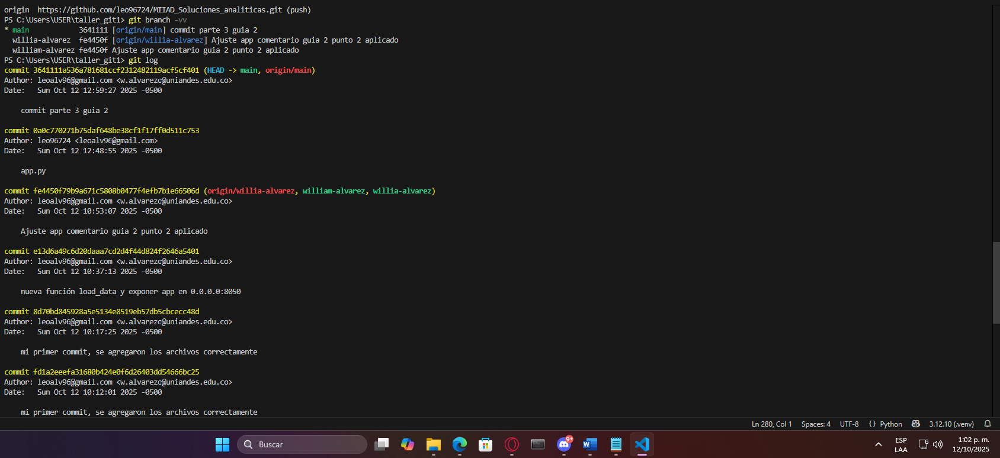 origin  https://github.com/leo96724/MIIAD_Soluciones_analiticas.git (push)
PS C:\Users\USER\taller_git1> git branch -vv
* main            3641111 [origin/main] commit parte 3 guia 2
  willia-alvarez  fe4450f [origin/willia-alvarez] Ajuste app comentario guia 2 punto 2 aplicado
  william-alvarez fe4450f Ajuste app comentario guia 2 punto 2 aplicado
PS C:\Users\USER\taller_git1> git log
commit 3641111a536a781681ccf2312482119acf5cf401 (HEAD -> main, origin/main)
Author: leoalv96@gmail.com <w.alvarezo@uniandes.edu.co>
Date:   Sun Oct 12 12:59:27 2025 -0500
    commit parte 3 guia 2
commit 0a0c770271b75daf648be38cf1f17ff0d511c753
Author: leo96724 <leoalv96@gmail.com>
Date:   Sun Oct 12 12:48:55 2025 -0500
    app.py
commit fe4450f79b9a671c5808b0477f4efb7b1e66506d (origin/willia-alvarez, william-alvarez, willia-alvarez)
Author: leoalv96@gmail.com <w.alvarezo@uniandes.edu.co>
Date:   Sun Oct 12 10:53:07 2025 -0500
    Ajuste app comentario guia 2 punto 2 aplicado
commit e13d6a49c6d20daaa7cd2d4f44d824f2646a5401
Author: leoalv96@gmail.com <w.alvarezo@uniandes.edu.co>
Date:   Sun Oct 12 10:37:13 2025 -0500
    nueva función load_data y exponer app en 0.0.0.0:8050
commit 8d70bd845928a5e5134e8519eb57db5cbcecc48d
Author: leoalv96@gmail.com <w.alvarezo@uniandes.edu.co>
Date:   Sun Oct 12 10:17:25 2025 -0500
    mi primer commit, se agregaron los archivos correctamente
commit fd1a2eeefa31680b424e0f6d26403dd54666bc25
Author: leoalv96@gmail.com <w.alvarezo@uniandes.edu.co>
Date:   Sun Oct 12 10:12:01 2025 -0500
    mi primer commit, se agregaron los archivos correctamente
Ln 280, Col 1 Spaces: 4 UTF-8 {} Python 3.12.10 (.venv)
Buscar
9+
ESP
LAA
1:02 p. m.
12/10/2025